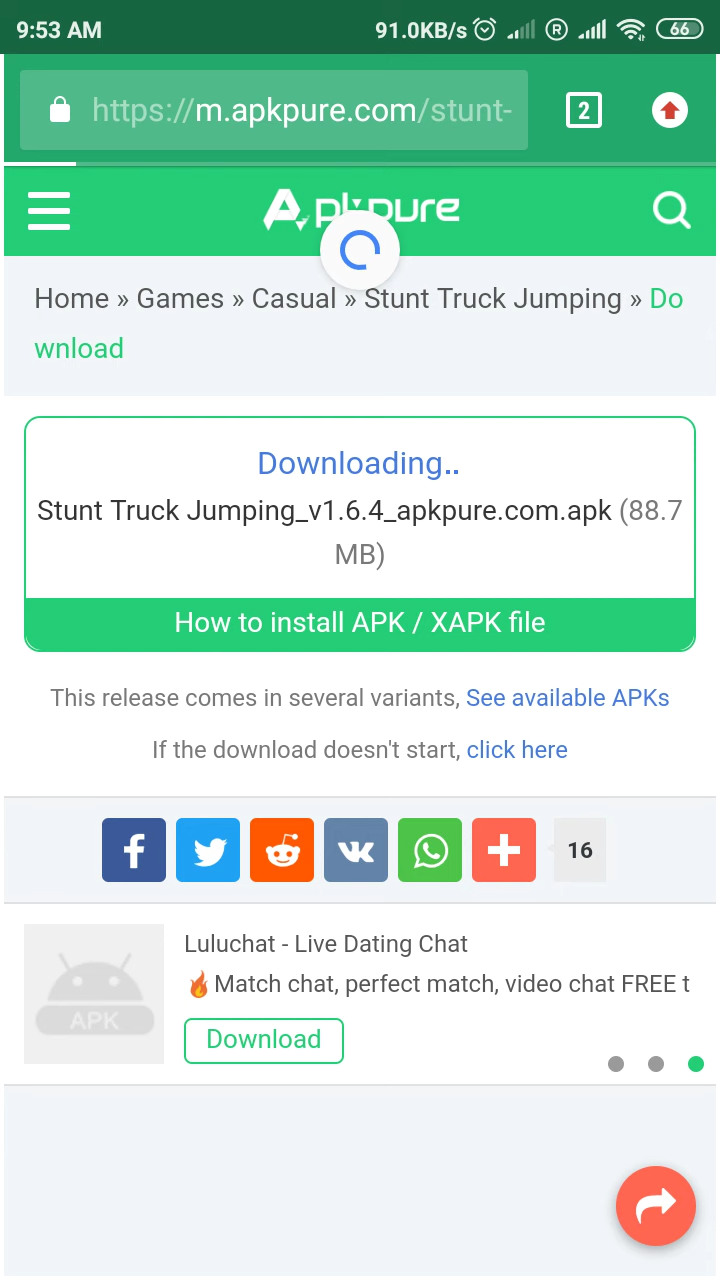 9:53 AM 91.0KB/s R 66
https://m.apkpure.com/stunt- 2
Apkpure
Home » Games » Casual » Stunt Truck Jumping » Do
wnload
Downloading..
Stunt Truck Jumping_v1.6.4_apkpure.com.apk (88.7
MB)
How to install APK / XAPK file
This release comes in several variants, See available APKs
If the download doesn't start, click here
16
Luluchat - Live Dating Chat
🔥Match chat, perfect match, video chat FREE t
APK
Download